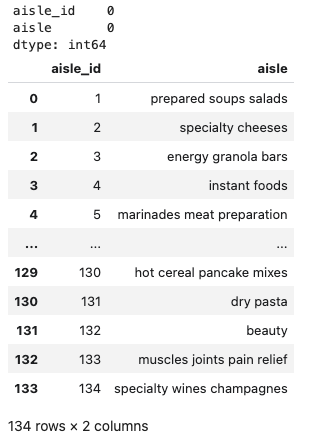 aisle_id    0
aisle       0
dtype: int64
aisle_id aisle
0 1 prepared soups salads
1 2 specialty cheeses
2 3 energy granola bars
3 4 instant foods
4 5 marinades meat preparation
... ... ...
129 130 hot cereal pancake mixes
130 131 dry pasta
131 132 beauty
132 133 muscles joints pain relief
133 134 specialty wines champagnes
134 rows × 2 columns